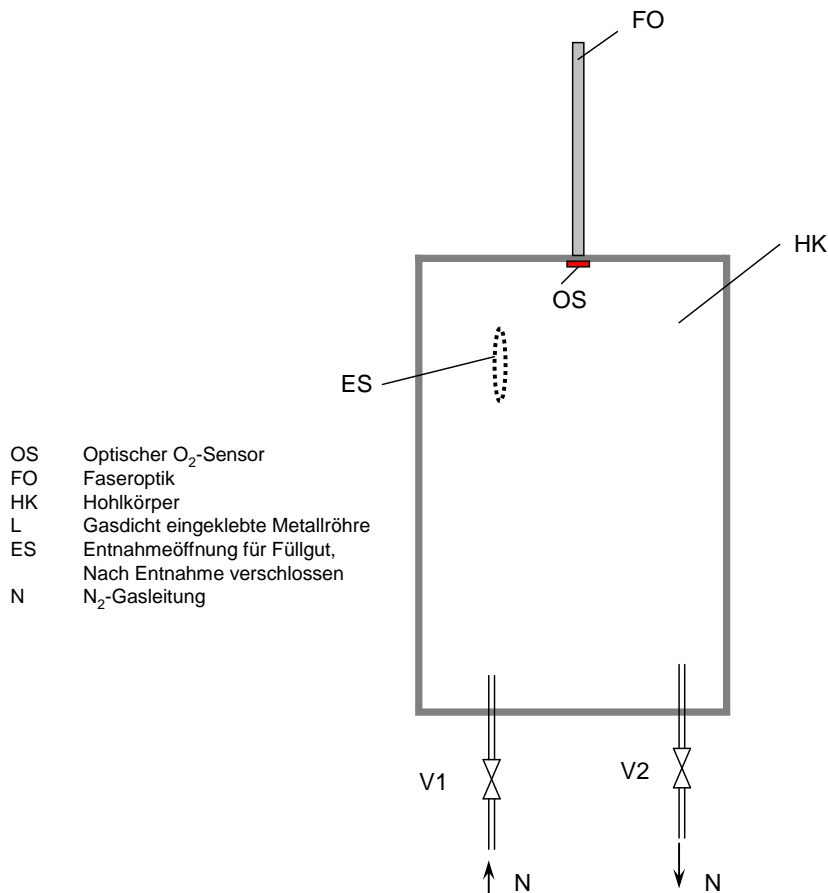 FO
HK
OS
ES
OS Optischer O₂-Sensor
FO Faseroptik
HK Hohlkörper
L Gasdicht eingeklebte Metallröhre
ES Entnahmeöffnung für Füllgut,
Nach Entnahme verschlossen
N N₂-Gasleitung
V1 V2
N N